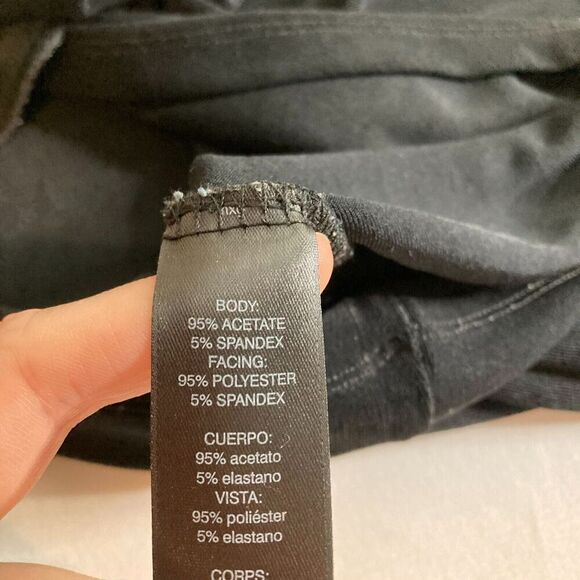 BODY:
95% ACETATE
5% SPANDEX
FACING:
95% POLYESTER
5% SPANDEX
CUERPO:
95% acetato
5% elastano
VISTA:
95% poliéster
5% elastano
CORPS: